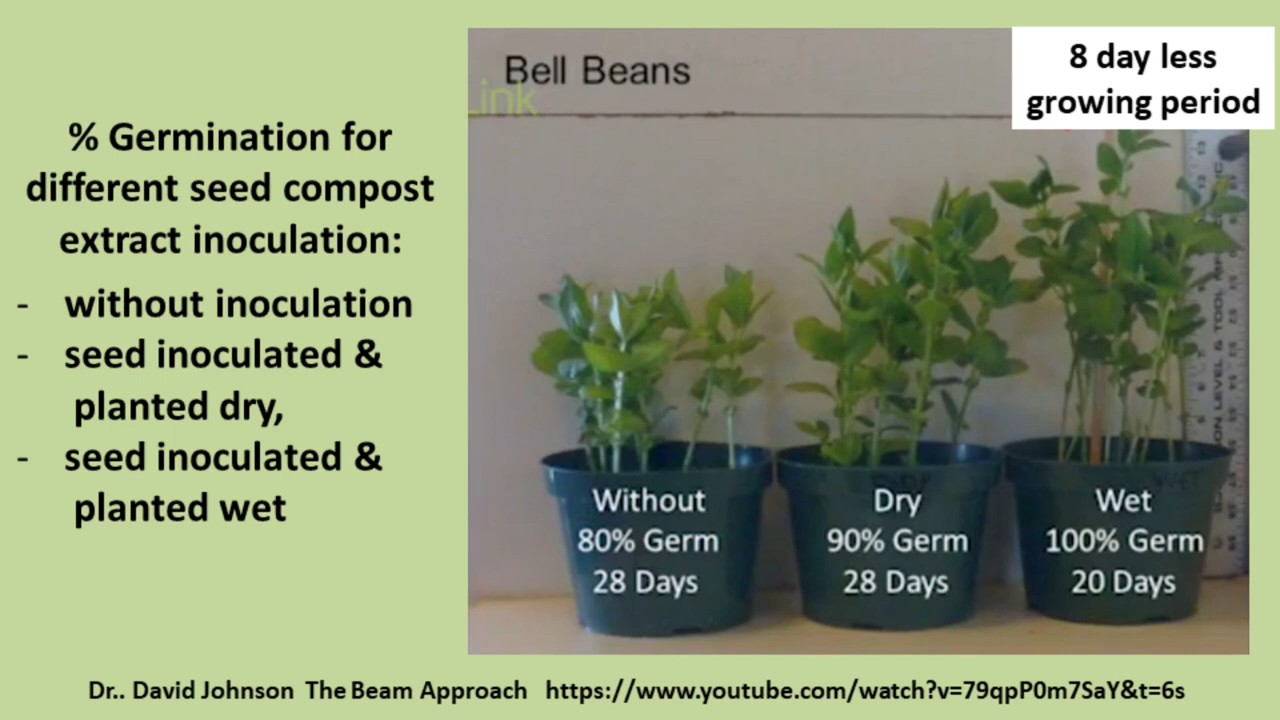 % Germination for
different seed compost
extract inoculation:
- without inoculation
- seed inoculated &
planted dry,
- seed inoculated &
planted wet
Bell Beans
Link
8 day less
growing period
Without
80% Germ
28 Days
Dry
90% Germ
28 Days
Wet
100% Germ
20 Days
Dr.. David Johnson The Beam Approach https://www.youtube.com/watch?v=79qpP0m7SaY&t=6s